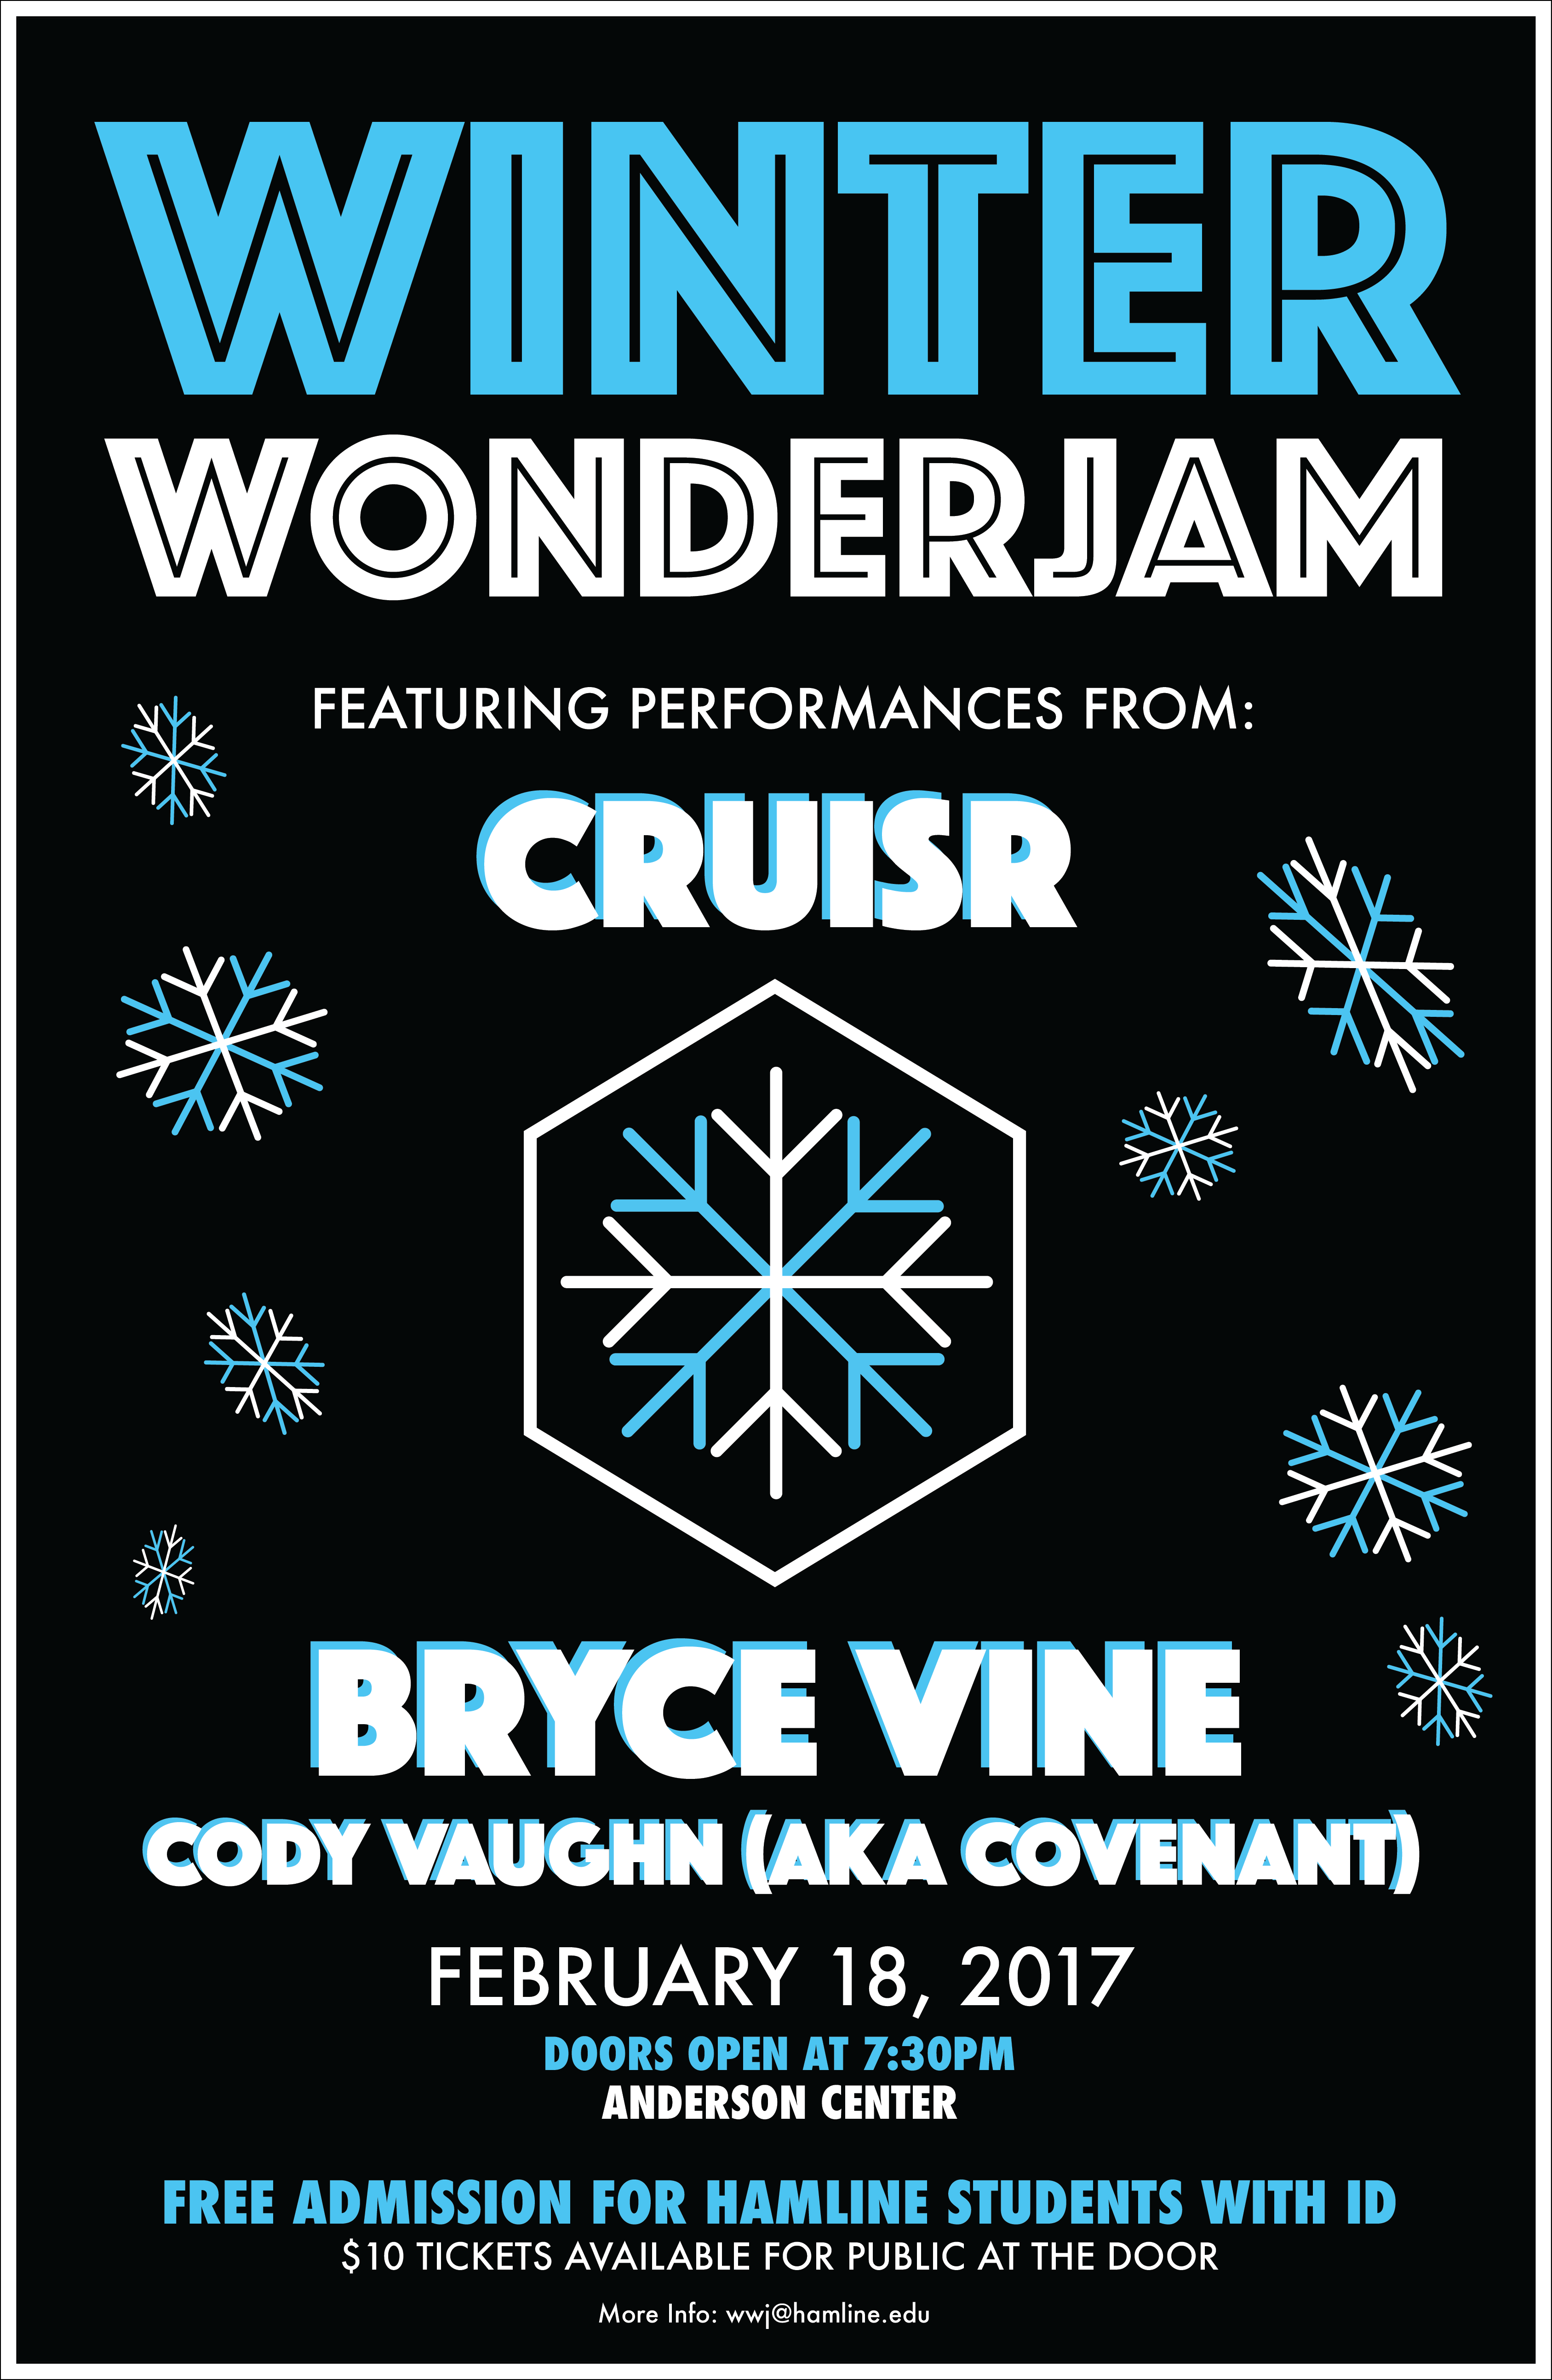 WINTER
WONDERJAM
FEATURING PERFORMANCES FROM:
CRUISR
BRYCE VINE
CODY VAUGHN (AKA COVENANT)
FEBRUARY 18, 2017
DOORS OPEN AT 7:30PM
ANDERSON CENTER
FREE ADMISSION FOR HAMLINE STUDENTS WITH ID
$10 TICKETS AVAILABLE FOR PUBLIC AT THE DOOR
More Info: wwj@hamline.edu